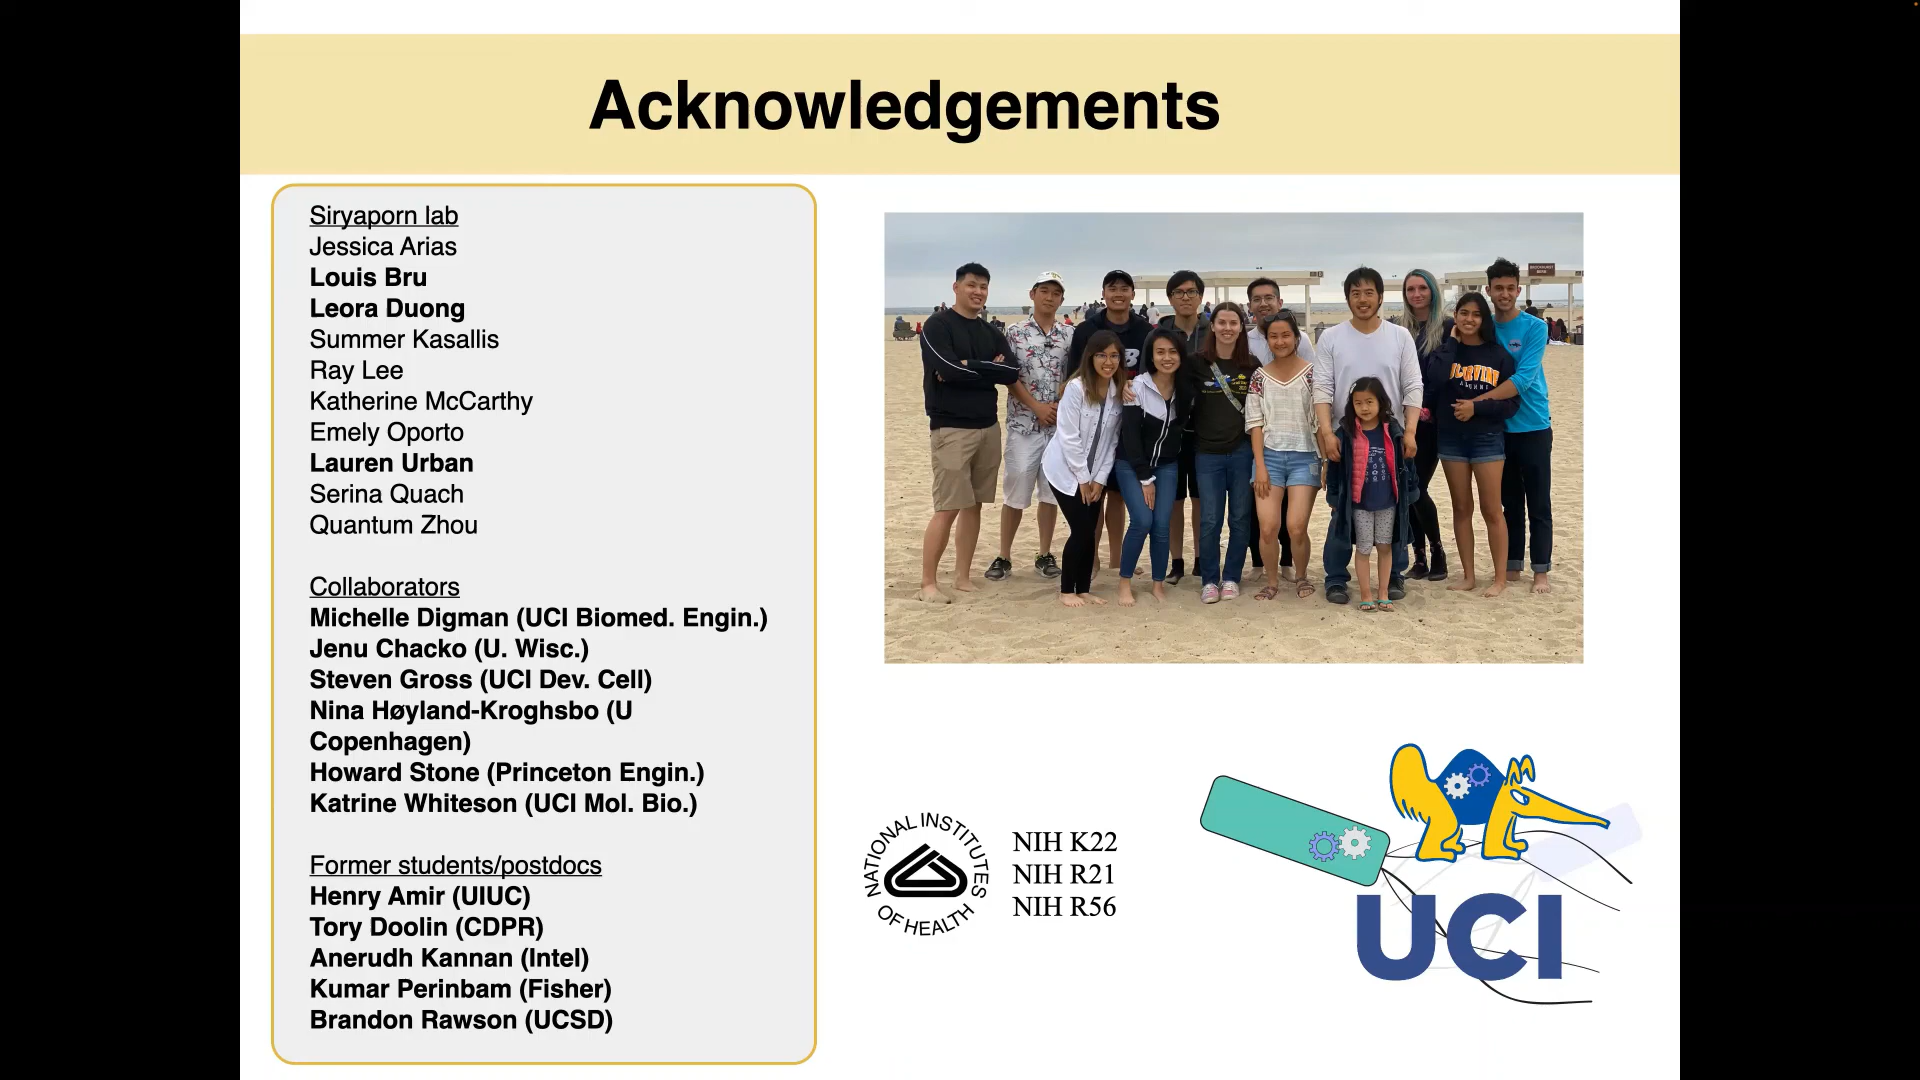 Acknowledgements
Siryaporn lab
Jessica Arias
Louis Bru
Leora Duong
Summer Kasallis
Ray Lee
Katherine McCarthy
Emely Oporto
Lauren Urban
Serina Quach
Quantum Zhou
Collaborators
Michelle Digman (UCI Biomed. Engin.)
Jenu Chacko (U. Wisc.)
Steven Gross (UCI Dev. Cell)
Nina Høyland-Kroghsbo (U
Copenhagen)
Howard Stone (Princeton Engin.)
Katrine Whiteson (UCI Mol. Bio.)
Former students/postdocs
Henry Amir (UIUC)
Tory Doolin (CDPR)
Anerudh Kannan (Intel)
Kumar Perinbam (Fisher)
Brandon Rawson (UCSD)
NATIONAL INSTITUTES
OF HEALTH
NIH K22
NIH R21
NIH R56
UCI